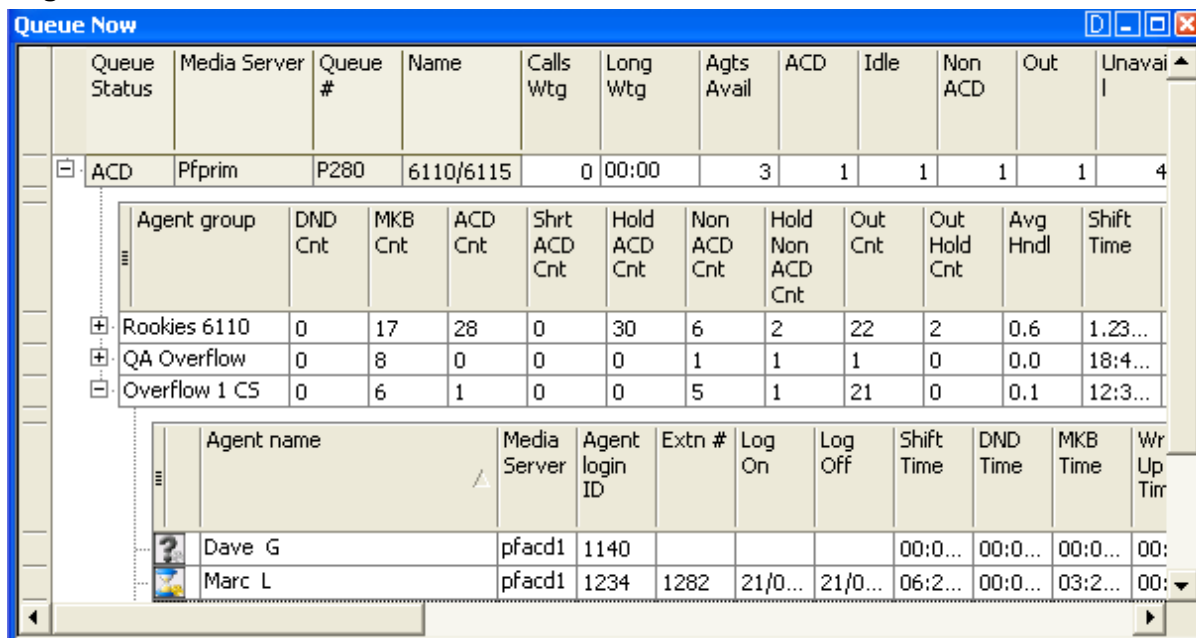 Queue Now
Queue Status Media Server Queue # Name Calls Wtg Long Wtg Agts Avail ACD Idle Non ACD Out Unavail
ACD Pfprim P280 6110/6115 0 00:00 3 1 1 1 1 4
Agent group DND Cnt MKB Cnt ACD Cnt Shrt ACD Cnt Hold ACD Cnt Non ACD Cnt Hold Non ACD Cnt Out Cnt Out Hold Cnt Avg Hndl Shift Time
Rookies 6110 0 17 28 0 30 6 2 22 2 0.6 1.23...
QA Overflow 0 8 0 0 0 1 1 1 0 0.0 18:4...
Overflow 1 CS 0 6 1 0 0 5 1 21 0 0.1 12:3...
Agent name Media Server Agent login ID Extn # Log On Log Off Shift Time DND Time MKB Time Wr Up Tim
Dave G pfacd1 1140 00:0... 00:0... 00:0... 00:
Marc L pfacd1 1234 1282 21/0... 21/0... 06:2... 00:0... 03:2... 00: